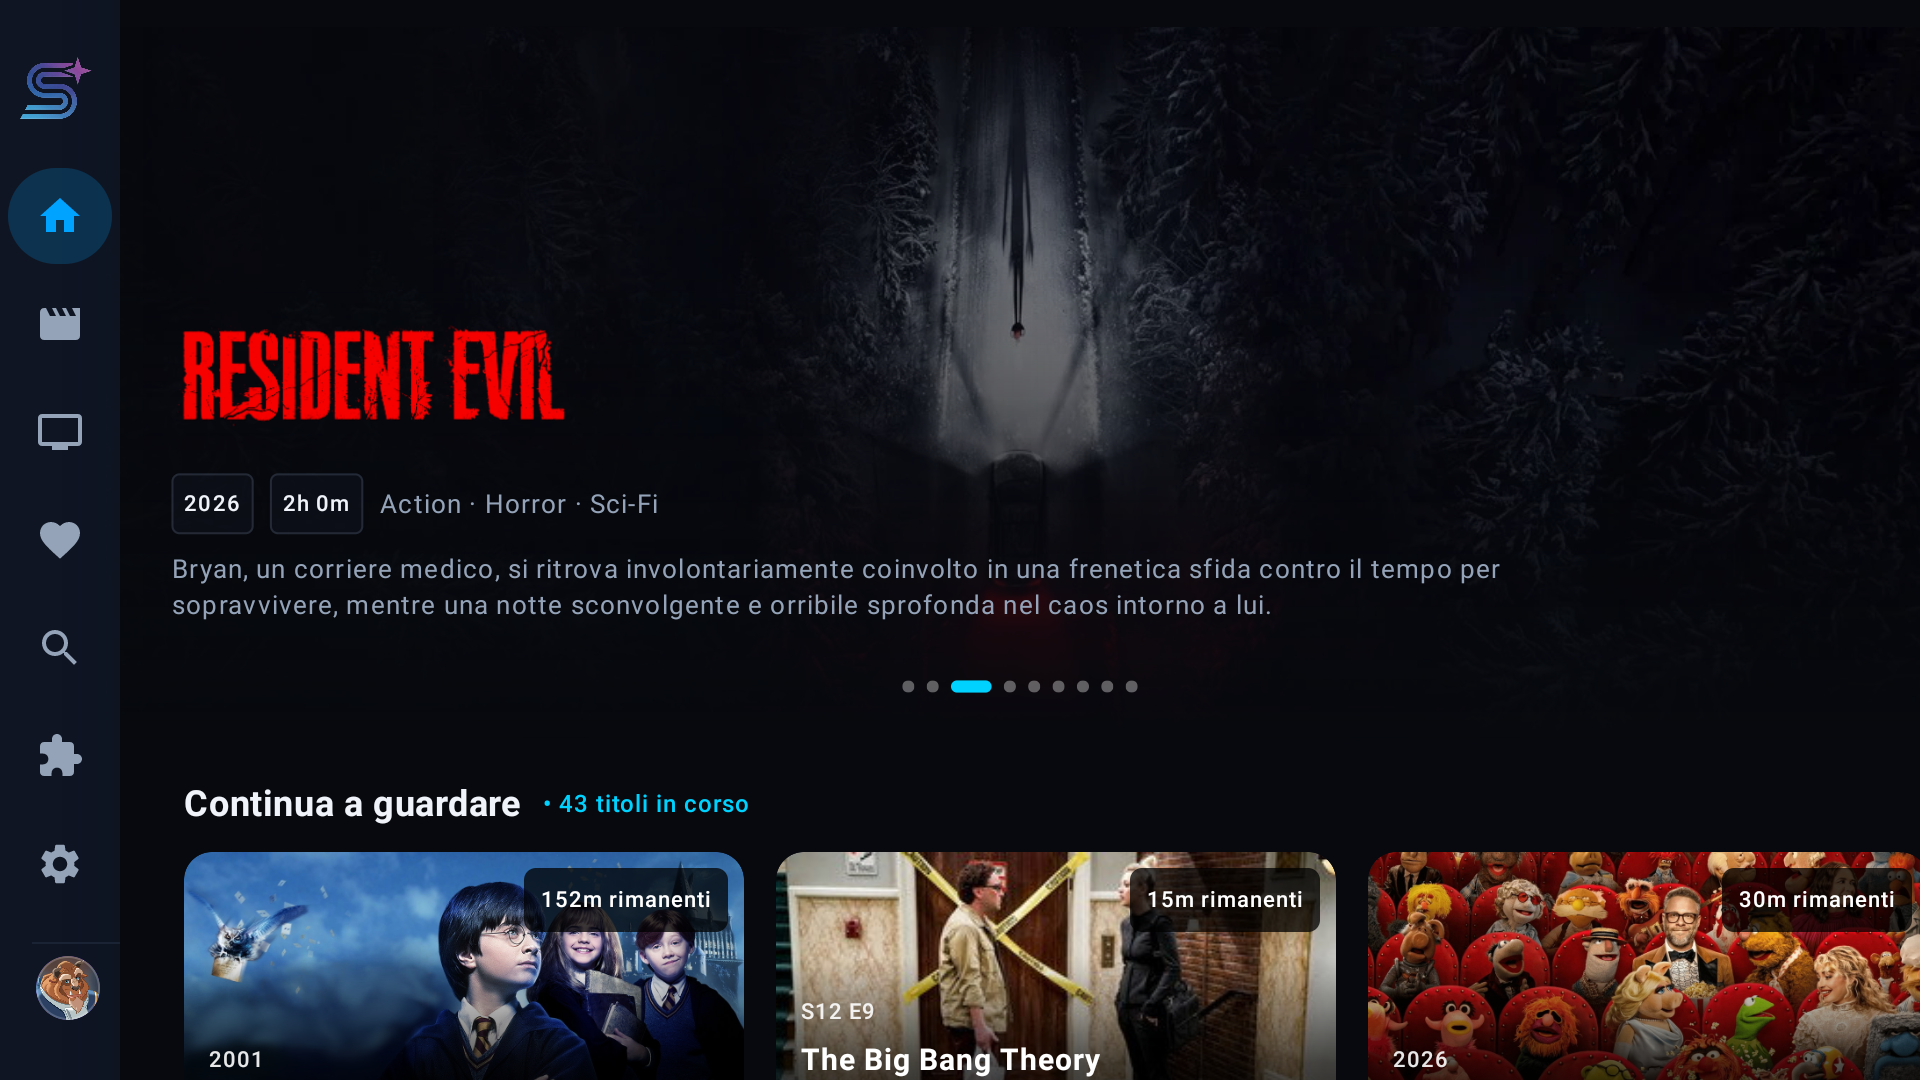 RESIDENT EVIL
2026
2h 0m
Action · Horror · Sci-Fi
Bryan, un corriere medico, si ritrova involontariamente coinvolto in una frenetica sfida contro il tempo per
sopravvivere, mentre una notte sconvolgente e orribile sprofonda nel caos intorno a lui.
Continua a guardare • 43 titoli in corso
152m rimanenti
2001
15m rimanenti
S12 E9
The Big Bang Theory
30m rimanenti
2026